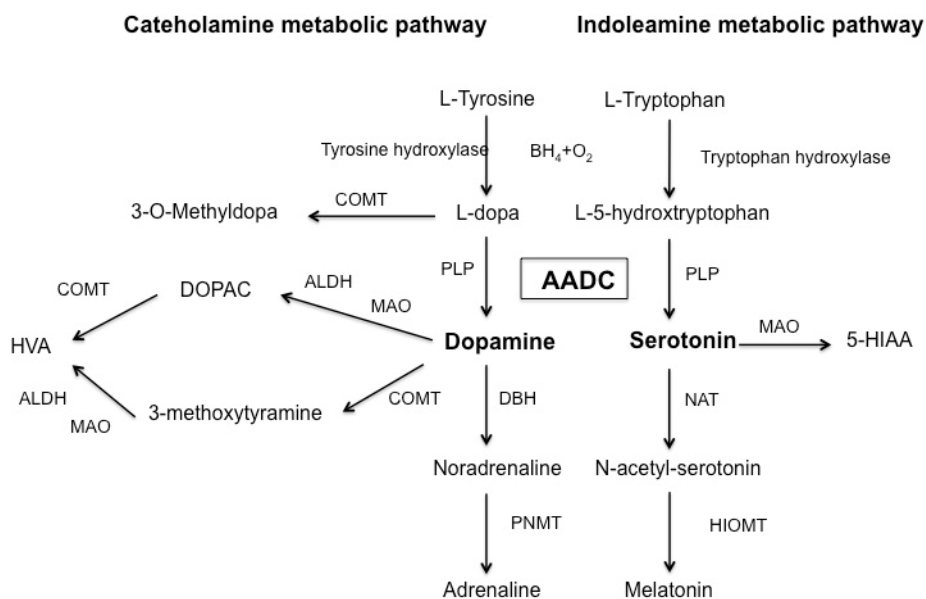 Cateholamine metabolic pathway
Indoleamine metabolic pathway
L-Tyrosine
L-Tryptophan
Tyrosine hydroxylase
BH₄+O₂
Tryptophan hydroxylase
3-O-Methyldopa
COMT
L-dopa
L-5-hydroxtryptophan
PLP
AADC
PLP
COMT
DOPAC
ALDH
MAO
HVA
Dopamine
Serotonin
MAO
5-HIAA
ALDH
MAO
3-methoxytyramine
COMT
DBH
NAT
Noradrenaline
N-acetyl-serotonin
PNMT
HIOMT
Adrenaline
Melatonin